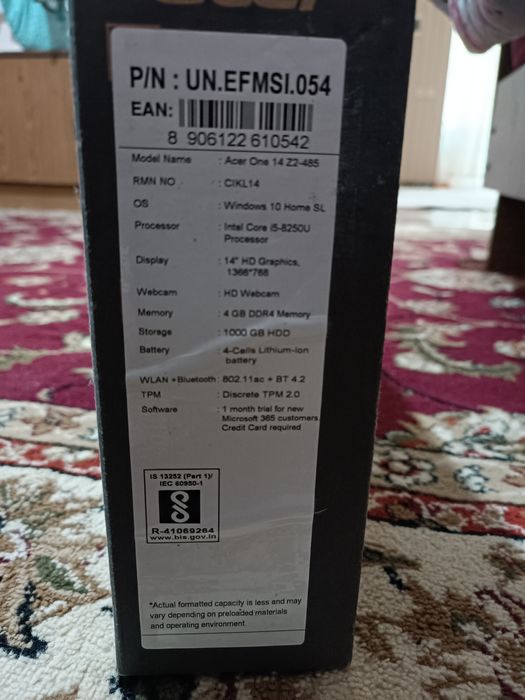 P/N : UN.EFMSI.054
EAN:
8 906122 610542
Model Name : Acer One 14 Z2-485
RMN NO : CIKL14
OS : Windows 10 Home SL
Processor : Intel Core i5-8250U
Processor
Display : 14" HD Graphics,
1366*768
Webcam : HD Webcam
Memory : 4 GB DDR4 Memory
Storage : 1000 GB HDD
Battery : 4-Cells Lithium-ion
battery
WLAN +Bluetooth : 802.11ac + BT 4.2
TPM : Discrete TPM 2.0
Software : 1 month trial for new
Microsoft 365 customers.
Credit Card required
IS 13252 (Part 1)/
IEC 60950-1
R-41069264
www.bis.gov.in
*Actual formatted capacity is less and may
vary depending on preloaded materials
and operating environment.